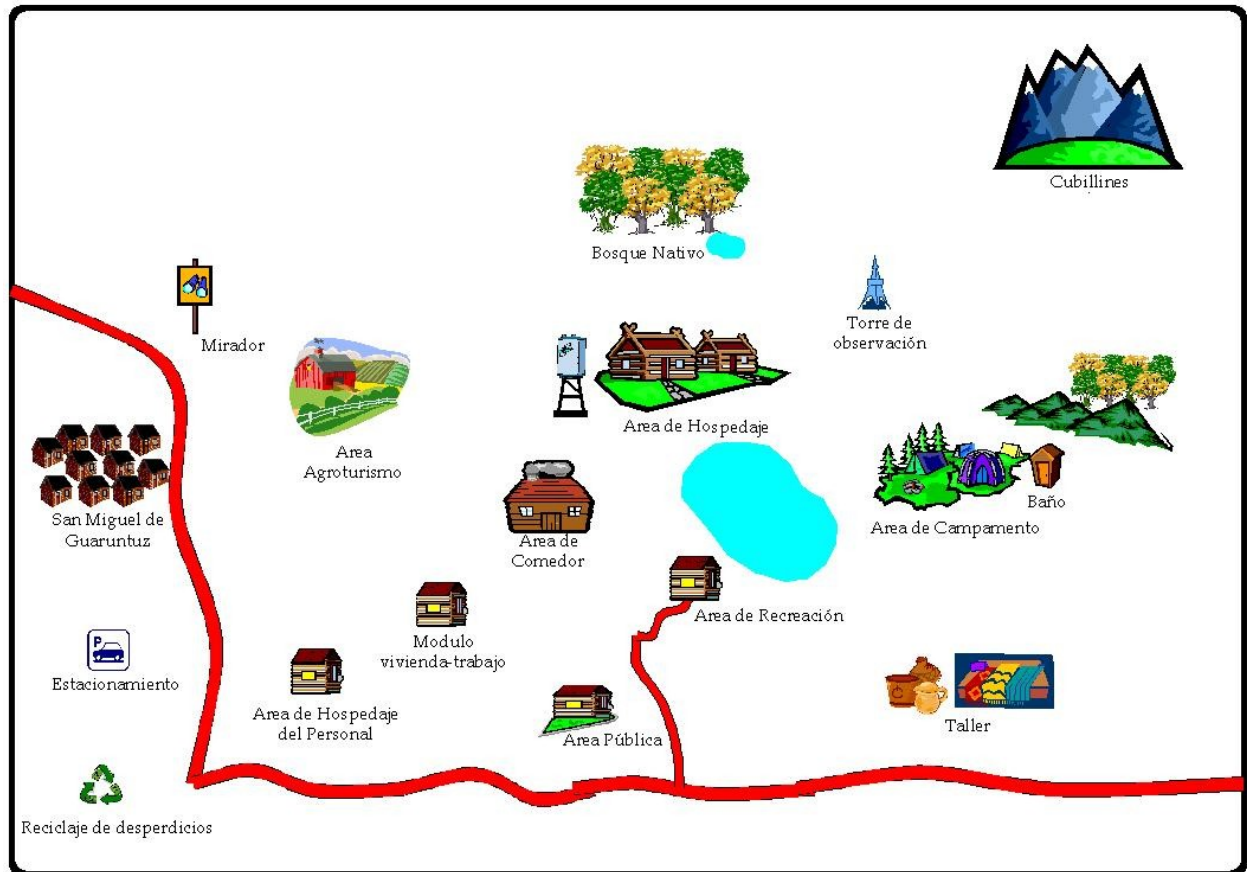 Cubillines
Bosque Nativo
Mirador
Torre de
observación
Area
Agroturismo
Area de Hospedaje
San Miguel de
Guaruntuz
Area de
Comedor
Baño
Area de Campamento
Area de Recreación
Modulo
vivienda-trabajo
P
Estacionamiento
Area de Hospedaje
del Personal
Area Pública
Taller
Reciclaje de desperdicios